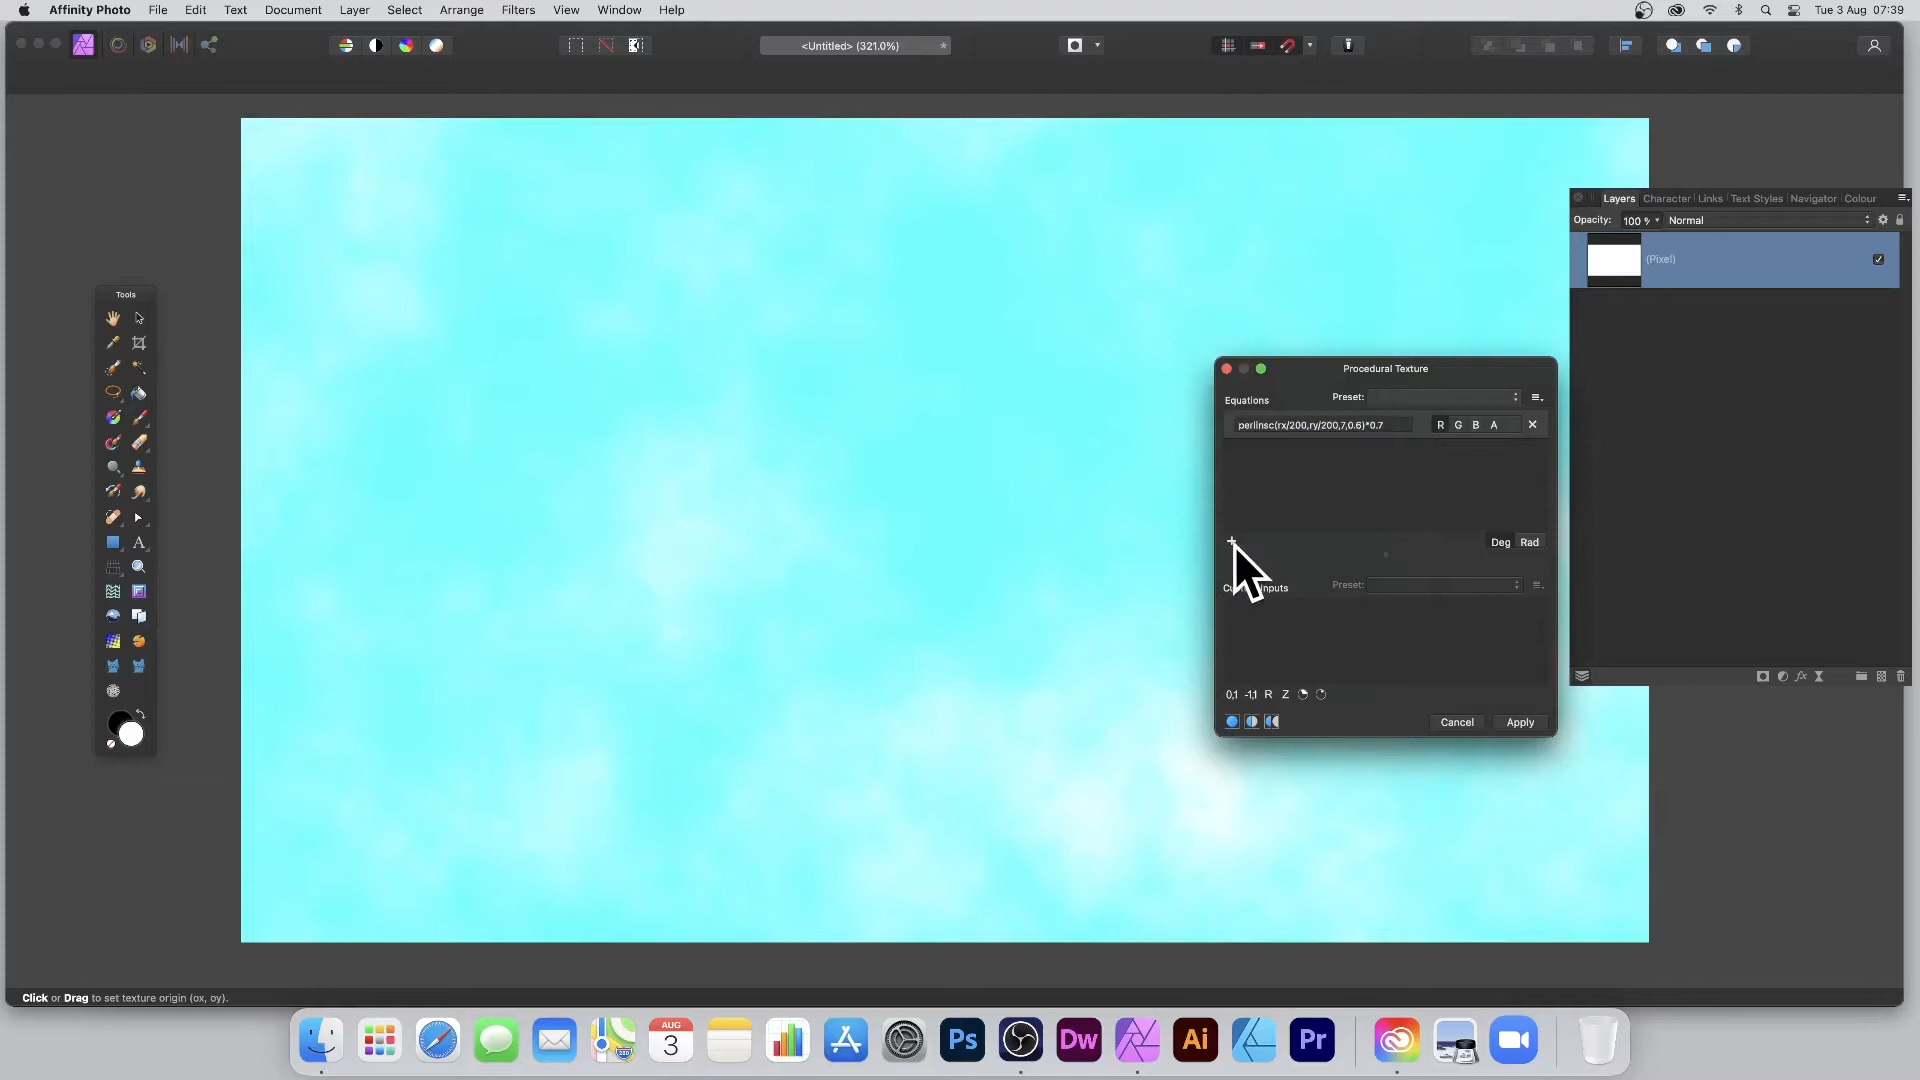 Affinity Photo File Edit Text Document Layer Select Arrange Filters View Window Help
Tue 3 Aug 07:39
<Untitled> (321.0%)
*
Tools
A
Layers Character Links Text Styles Navigator Colour
Opacity: 100 % Normal
(Pixel)
fx
Procedural Texture
Equations
Preset:
perlinsc(rx/200,ry/200,7,0.6)*0.7
R G B A
Deg Rad
Preset:
0,1 -1,1 R Z
Cancel Apply
Click or Drag to set texture origin (ox, oy).
AUG
3
280
Ps
Dw
Ai
Pr